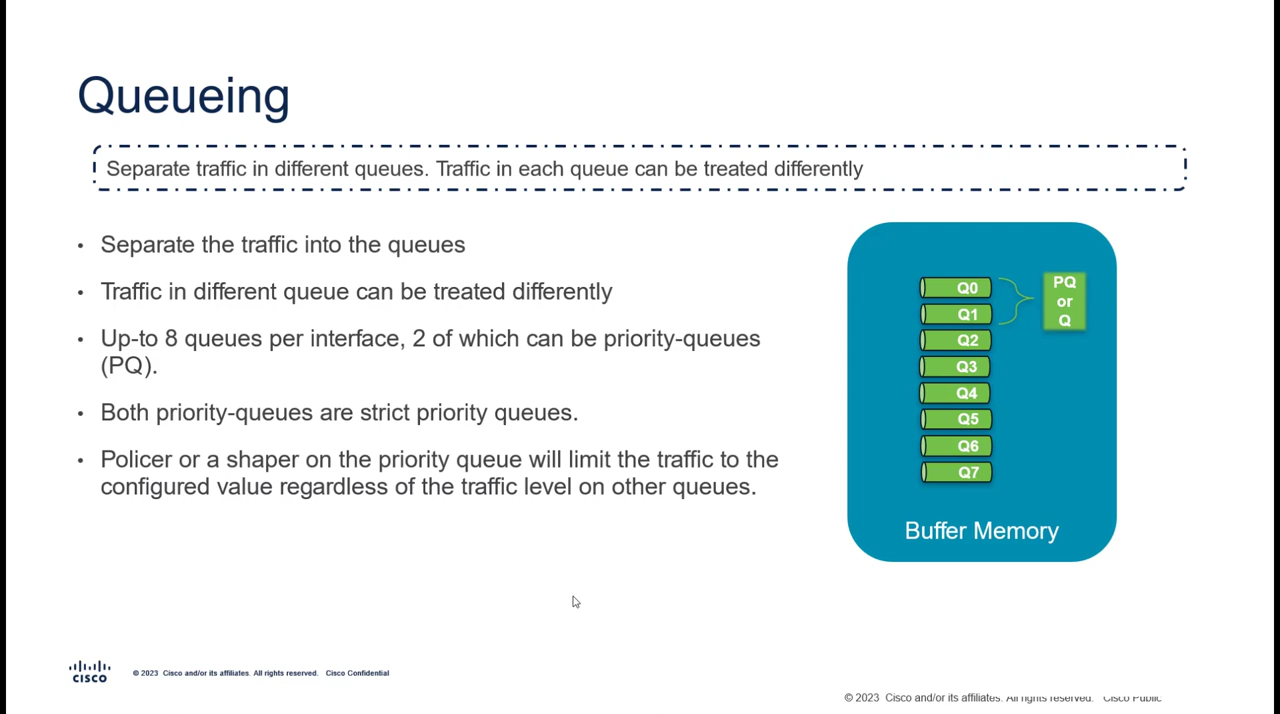 Queueing
Separate traffic in different queues. Traffic in each queue can be treated differently
• Separate the traffic into the queues
• Traffic in different queue can be treated differently
• Up-to 8 queues per interface, 2 of which can be priority-queues
(PQ).
• Both priority-queues are strict priority queues.
• Policer or a shaper on the priority queue will limit the traffic to the
configured value regardless of the traffic level on other queues.
Q0
Q1
Q2
Q3
Q4
Q5
Q6
Q7
PQ
or
Q
Buffer Memory
CISCO
© 2023 Cisco and/or its affiliates. All rights reserved. Cisco Confidential
© 2023 Cisco and/or its affiliates. All rights reserved. Cisco Public